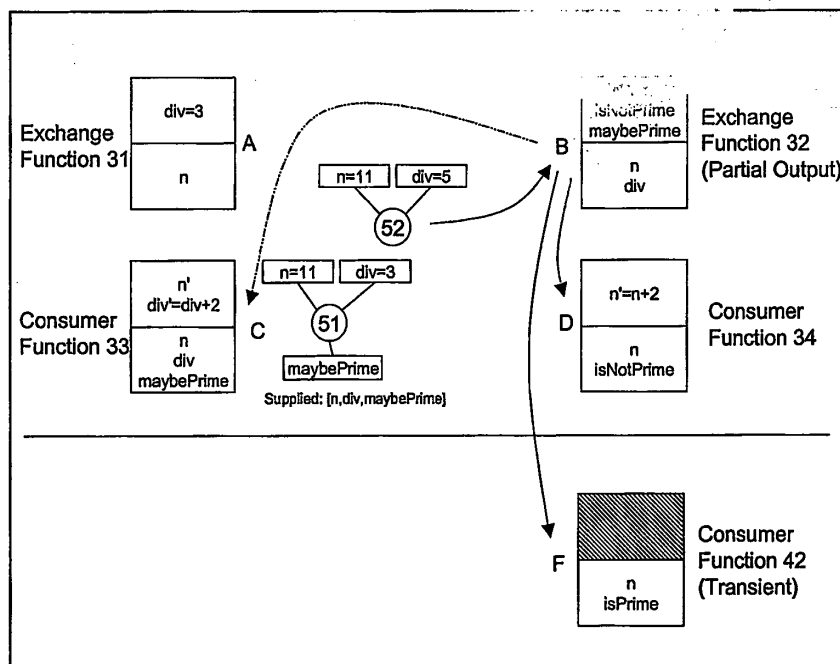 div=3
n
Exchange
Function 31
A
n=11
div=5
52
B
isNotPrime
maybePrime
n
div
Exchange
Function 32
(Partial Output)
n'
div'=div+2
n
div
maybePrime
Consumer
Function 33
C
n=11
div=3
51
maybePrime
Supplied: {n,div,maybePrime}
D
n'=n+2
n
isNotPrime
Consumer
Function 34
F
n
isPrime
Consumer
Function 42
(Transient)